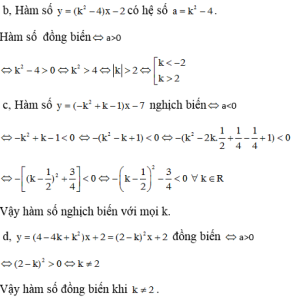 b, Hàm số y = (k² – 4)x – 2 có hệ số a = k² – 4.
Hàm số đồng biến ⇔ a>0
⇔ k² – 4 > 0 ⇔ k² > 4 ⇔ |k| > 2 ⇔ [ k < –2
k > 2
c, Hàm số y = (–k² + k – 1)x – 7 nghịch biến ⇔ a<0
⇔ –k² + k – 1 < 0 ⇔ –(k² – k + 1) < 0 ⇔ –(k² – 2k.1/2 + 1/4 – 1/4 + 1) < 0
⇔ –[(k – 1/2)² + 3/4] < 0 ⇔ –(k – 1/2)² – 3/4 < 0 ∀ k ∈ R
Vậy hàm số nghịch biến với mọi k.
d, y = (4 – 4k + k²)x + 2 = (2 – k)² x + 2 đồng biến ⇔ a>0
⇔ (2 – k)² > 0 ⇔ k ≠ 2
Vậy hàm số đồng biến khi k ≠ 2 .